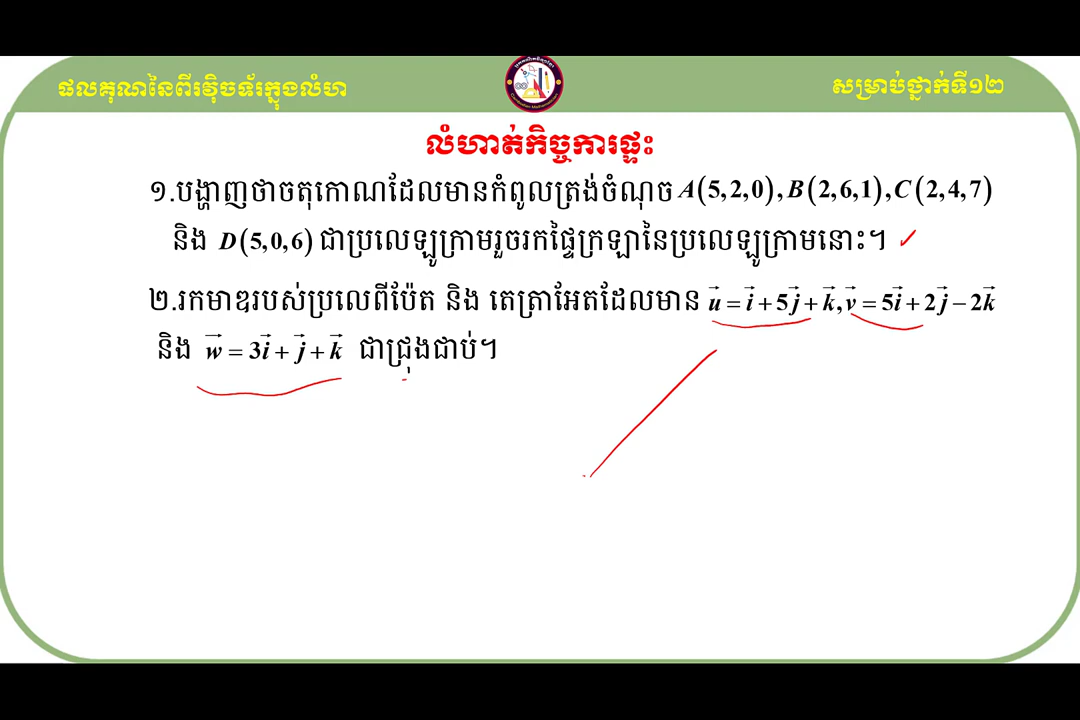 ផលគុណនៃពីរវ៉ិចទ័រក្នុងលំហ
សម្រាប់ថ្នាក់ទី១២
លំហាត់កិច្ចការផ្ទះ
១.បង្ហាញថាចតុកោណដែលមានកំពូលត្រង់ចំណុច A(5,2,0),B(2,6,1),C(2,4,7)
និង D(5,0,6) ជាប្រលេឡូក្រាមរួចរកផ្ទៃក្រឡានៃប្រលេឡូក្រាមនោះ។
២.រកមាឌរបស់ប្រលេពីប៉ែត និង តេត្រាអែតដែលមាន u⃗ = i⃗ + 5j⃗ + k⃗, v⃗ = 5i⃗ + 2j⃗ − 2k⃗
និង w⃗ = 3i⃗ + j⃗ + k⃗ ជាជ្រុងជាប់។